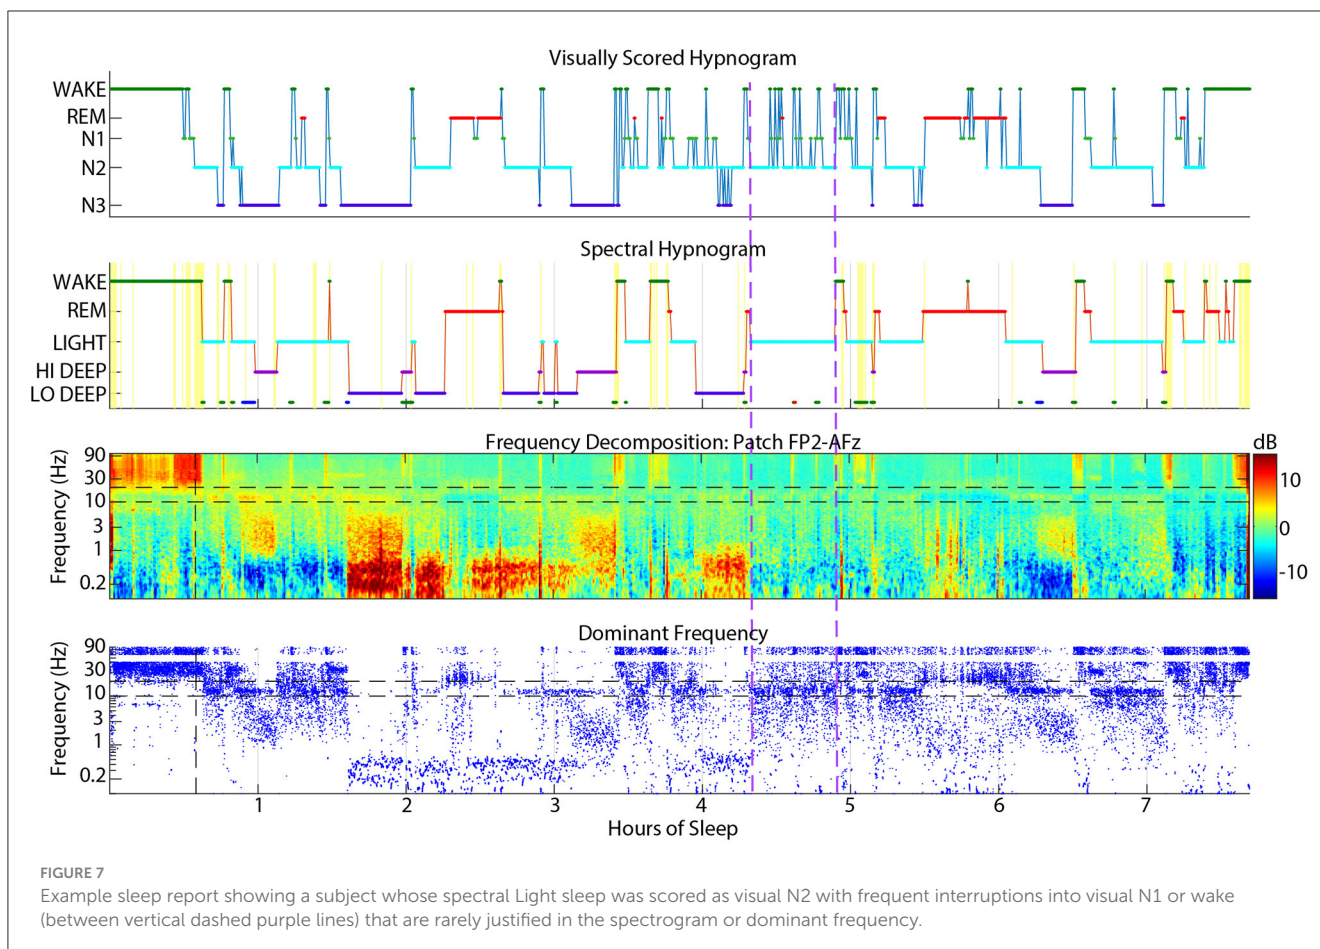 Visually Scored Hypnogram
WAKE
REM
N1
N2
N3
Spectral Hypnogram
WAKE
REM
LIGHT
HI DEEP
LO DEEP
Frequency Decomposition: Patch FP2-AFz
dB
Frequency (Hz)
90
30
10
3
1
0.2
10
0
-10
Dominant Frequency
Frequency (Hz)
90
30
10
3
1
0.2
1 2 3 4 5 6 7
Hours of Sleep
FIGURE 7
Example sleep report showing a subject whose spectral Light sleep was scored as visual N2 with frequent interruptions into visual N1 or wake
(between vertical dashed purple lines) that are rarely justified in the spectrogram or dominant frequency.